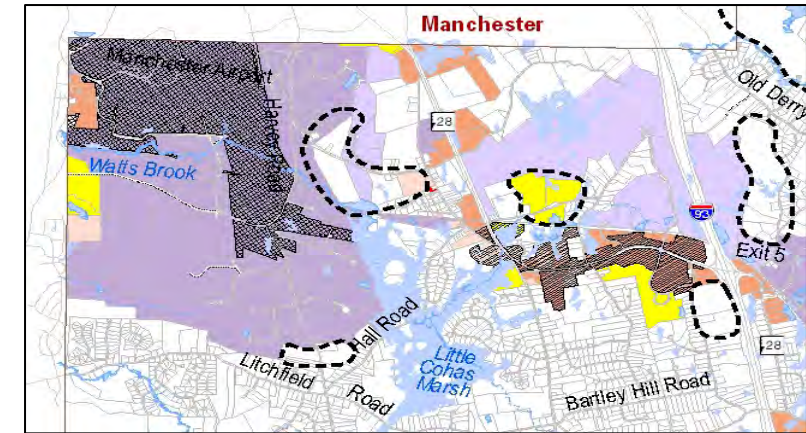 Manchester
Manchester Airport
Old Derry
28
Harvey Road
Watts Brook
93
Exit 5
Hall Road
Little
Cohas
Marsh
28
Litchfield
Road
Bartley Hill Road